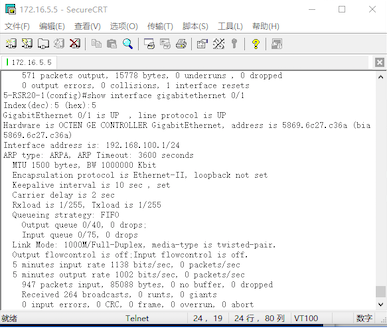 172.16.5.5 - SecureCRT
文件(F) 编辑(E) 查看(V) 选项(O) 传输(T) 脚本(S) 工具(L) 帮助(H)
172.16.5.5
571 packets output, 15778 bytes, 0 underruns , 0 dropped
0 output errors, 0 collisions, 1 interface resets
5-RSR20-1(config)#show interface gigabitethernet 0/1
Index(dec):5 (hex):5
GigabitEthernet 0/1 is UP , line protocol is UP
Hardware is OCTEN GE CONTROLLER GigabitEthernet, address is 5869.6c27.c36a (bia
5869.6c27.c36a)
Interface address is: 192.168.100.1/24
ARP type: ARPA, ARP Timeout: 3600 seconds
MTU 1500 bytes, BW 1000000 Kbit
Encapsulation protocol is Ethernet-II, loopback not set
Keepalive interval is 10 sec , set
Carrier delay is 2 sec
Rxload is 1/255, Txload is 1/255
Queueing strategy: FIFO
Output queue 0/40, 0 drops;
Input queue 0/75, 0 drops
Link Mode: 1000M/Full-Duplex, media-type is twisted-pair.
Output flowcontrol is off;Input flowcontrol is off.
5 minutes input rate 1138 bits/sec, 0 packets/sec
5 minutes output rate 1002 bits/sec, 0 packets/sec
947 packets input, 85088 bytes, 0 no buffer, 0 dropped
Received 264 broadcasts, 0 runts, 0 giants
0 input errors, 0 CRC, 0 frame, 0 overrun, 0 abort
就绪 Telnet 24, 19 24 行, 80 列 VT100 数字